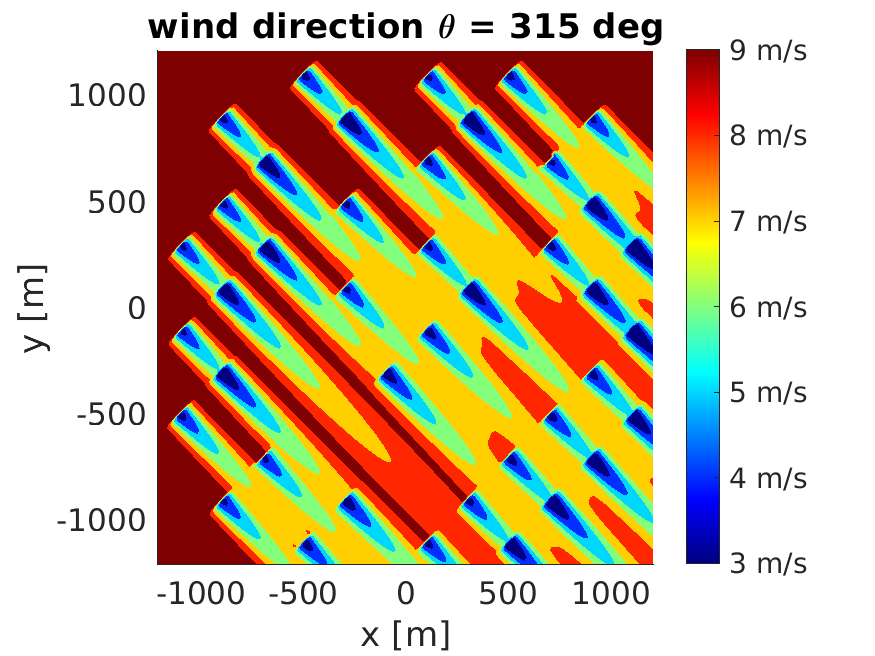 wind direction θ = 315 deg
1000
500
0
-500
-1000
y [m]
-1000 -500 0 500 1000
x [m]
9 m/s
8 m/s
7 m/s
6 m/s
5 m/s
4 m/s
3 m/s